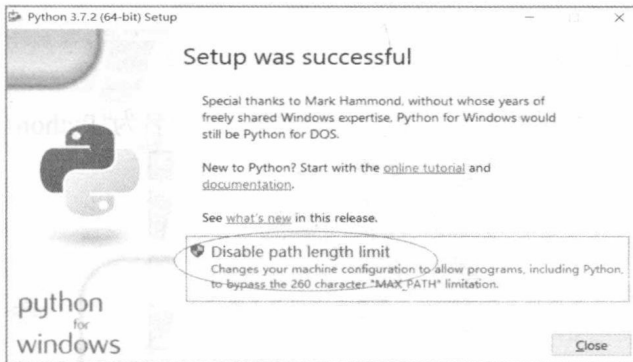 Python 3.7.2 (64-bit) Setup
Setup was successful
Special thanks to Mark Hammond, without whose years of
freely shared Windows expertise, Python for Windows would
still be Python for DOS.
New to Python? Start with the online tutorial and
documentation.
See what's new in this release.
Disable path length limit
Changes your machine configuration to allow programs, including Python,
to bypass the 260 character "MAX_PATH" limitation.
python
for
windows
Close